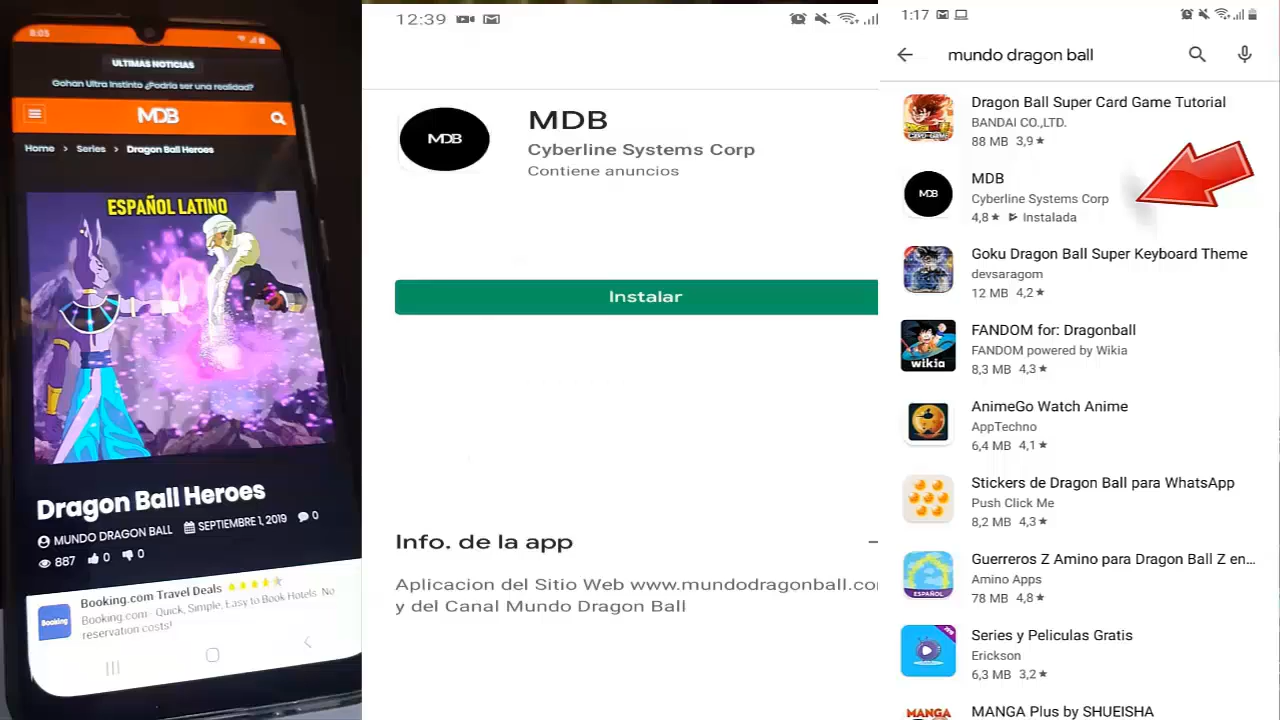 8:05
ULTIMAS NOTICIAS
Gohan Ultra Instinto ¿Podría ser una realidad?
MDB
Home > Series > Dragon Ball Heroes
ESPAÑOL LATINO
Dragon Ball Heroes
MUNDO DRAGON BALL SEPTIEMBRE 1, 2019 0
887 0 0
Booking.com Travel Deals
Booking.com - Quick, Simple, Easy to Book Hotels. No
reservation costs!
Booking
12:39
MDB
MDB
Cyberline Systems Corp
Contiene anuncios
Instalar
Info. de la app
Aplicacion del Sitio Web www.mundodragonball.co
y del Canal Mundo Dragon Ball
1:17
mundo dragon ball
Dragon Ball Super Card Game Tutorial
BANDAI CO.,LTD.
88 MB 3,9★
MDB
MDB
Cyberline Systems Corp
4,8★ Instalada
Goku Dragon Ball Super Keyboard Theme
devsaragom
12 MB 4,2★
FANDOM for: Dragonball
FANDOM powered by Wikia
8,3 MB 4,3★
wikia
AnimeGo Watch Anime
AppTechno
6,4 MB 4,1★
Stickers de Dragon Ball para WhatsApp
Push Click Me
8,2 MB 4,3★
Guerreros Z Amino para Dragon Ball Z en...
Amino Apps
78 MB 4,8★
ESPAÑOL
Series y Peliculas Gratis
Erickson
6,3 MB 3,2★
MANGA Plus by SHUEISHA
MANGA